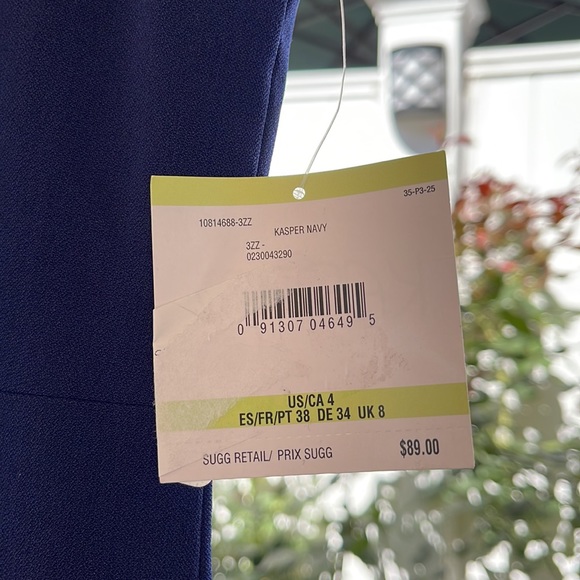 35-P3-25
10814688-3ZZ
KASPER NAVY
3ZZ -
0230043290
0 91307 04649 5
US/CA 4
ES/FR/PT 38 DE 34 UK 8
SUGG RETAIL/ PRIX SUGG $89.00